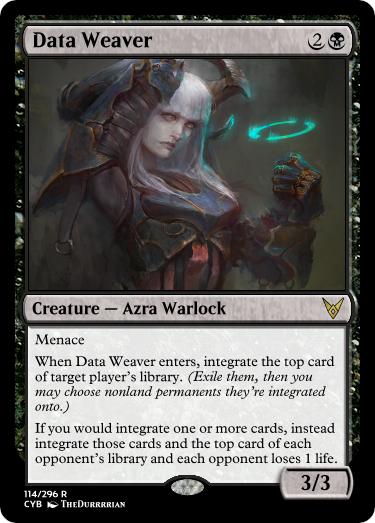 Data Weaver 2
Creature — Azra Warlock
Menace
When Data Weaver enters, integrate the top card
of target player's library. (Exile them, then you
may choose nonland permanents they're integrated
onto.)
If you would integrate one or more cards, instead
integrate those cards and the top card of each
opponent's library and each opponent loses 1 life.
3/3
114/296 R
CYB TheDurrrrian